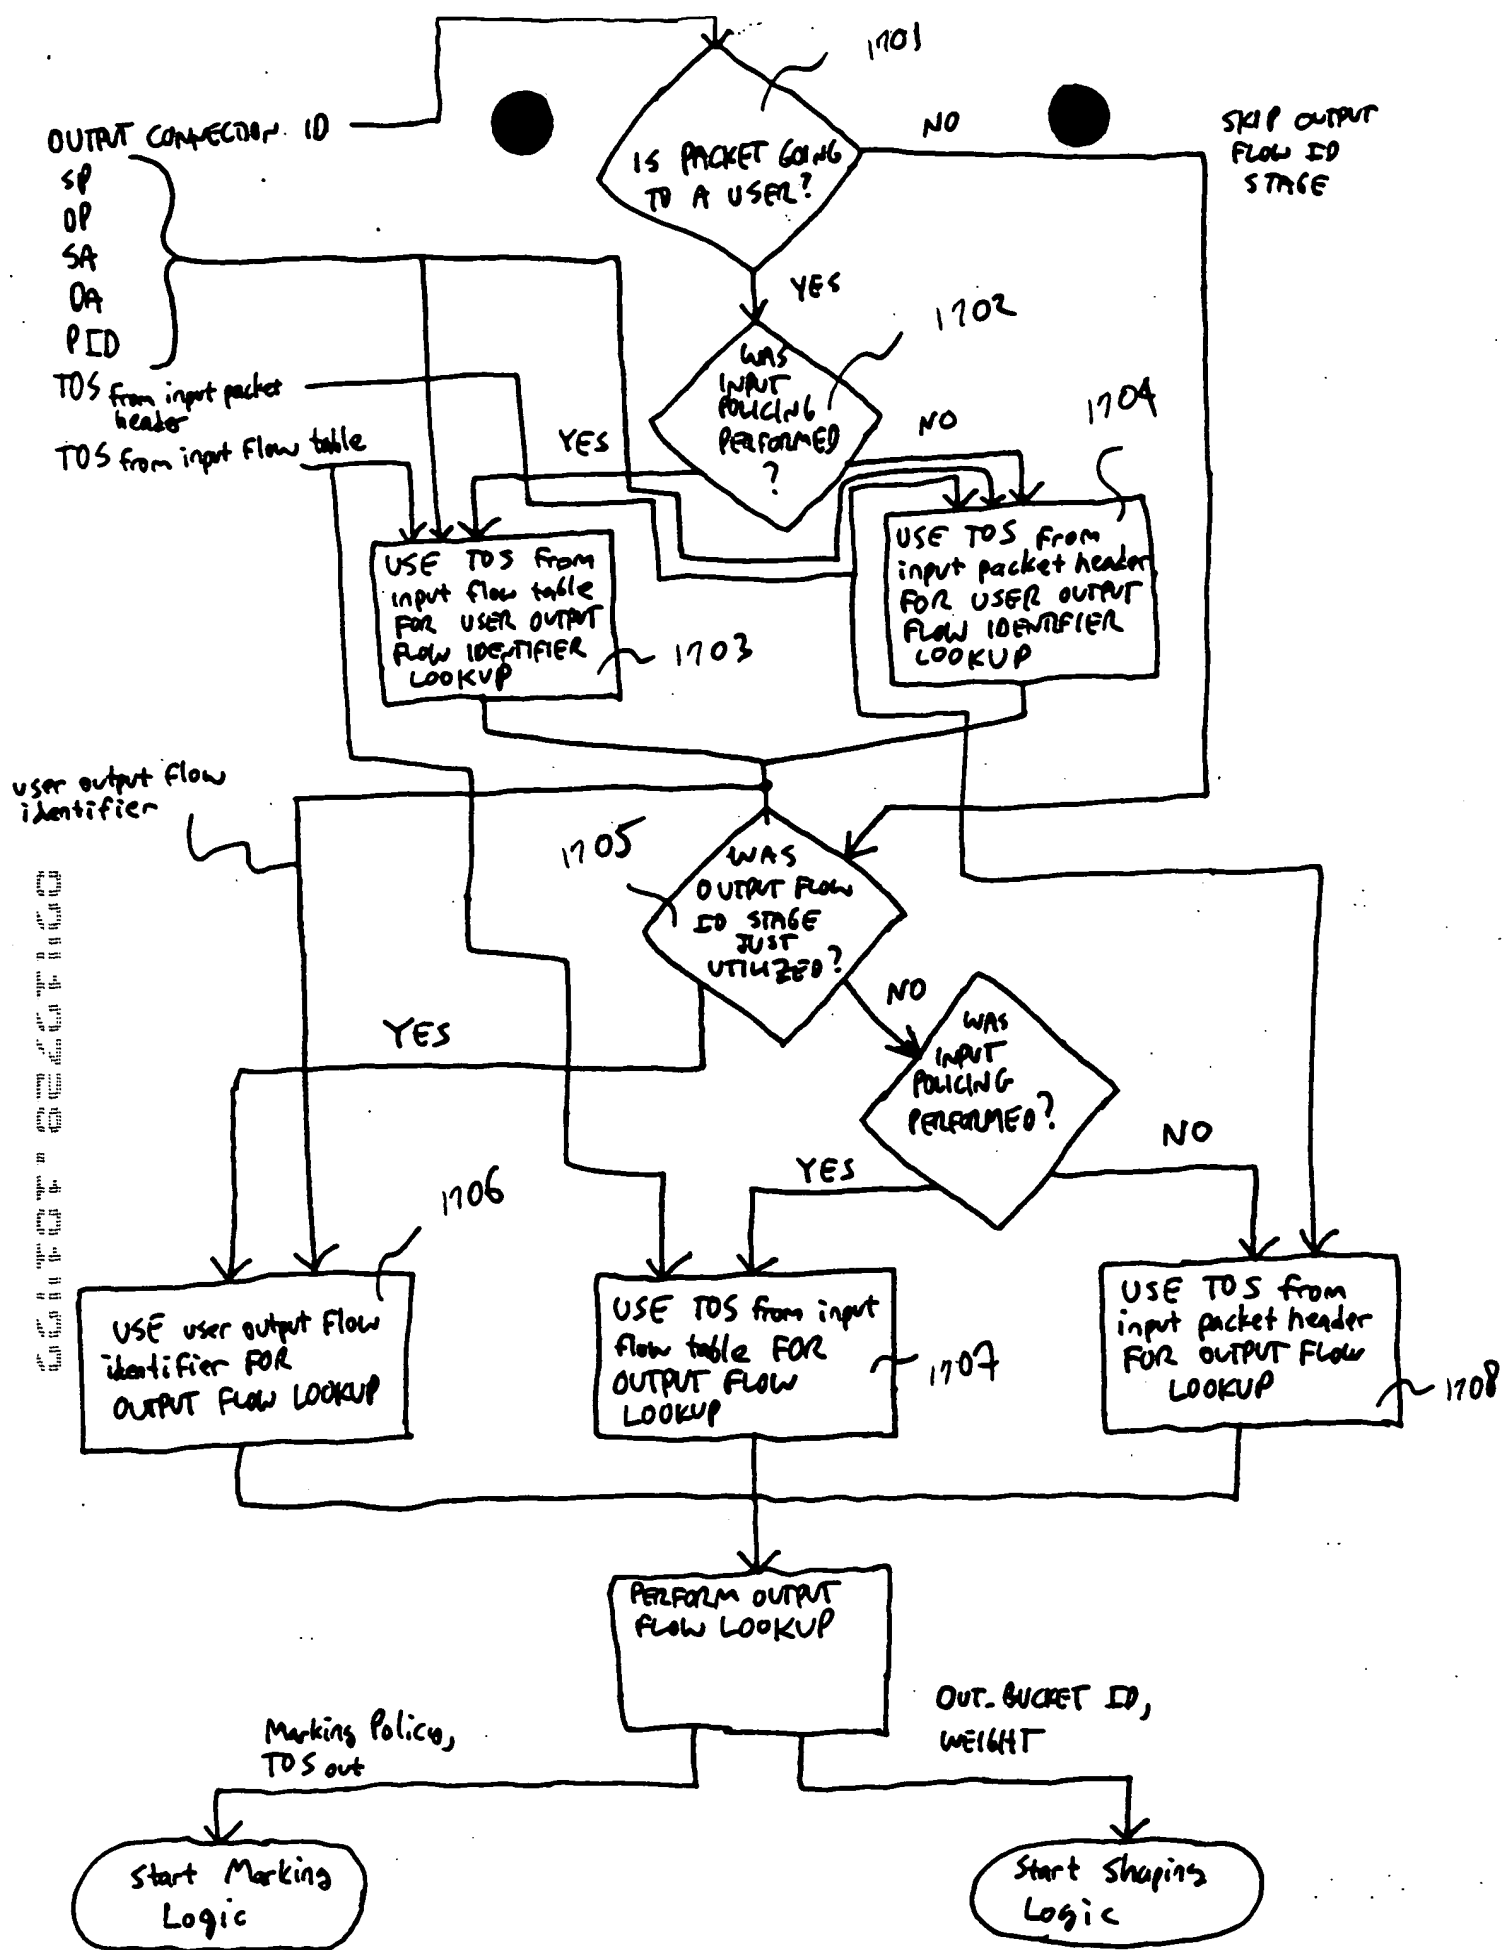 1701
OUTPUT CONNECTION ID
SP
DP
SA
DA
PID
TOS from input packet
header
TOS from input flow table
IS PACKET GOING
TO A USER?
NO
SKIP OUTPUT
FLOW ID
STAGE
YES
1702
WAS
INPUT
POLICING
PERFORMED
?
YES
NO
1704
USE TOS from
input flow table
FOR USER OUTPUT
FLOW IDENTIFIER
LOOKUP
1703
USE TOS from
input packet header
FOR USER OUTPUT
FLOW IDENTIFIER
LOOKUP
user output flow
identifier
1705
WAS
OUTPUT FLOW
ID STAGE
JUST
UTILIZED?
YES
NO
WAS
INPUT
POLICING
PERFORMED?
YES
NO
1706
USE user output flow
identifier FOR
OUTPUT FLOW LOOKUP
USE TOS from input
flow table FOR
OUTPUT FLOW
LOOKUP
1707
USE TOS from
input packet header
FOR OUTPUT FLOW
LOOKUP
1708
PERFORM OUTPUT
FLOW LOOKUP
Marking Policy,
TOS out
OUT-BUCKET ID,
WEIGHT
Start Marking
Logic
Start Shaping
Logic